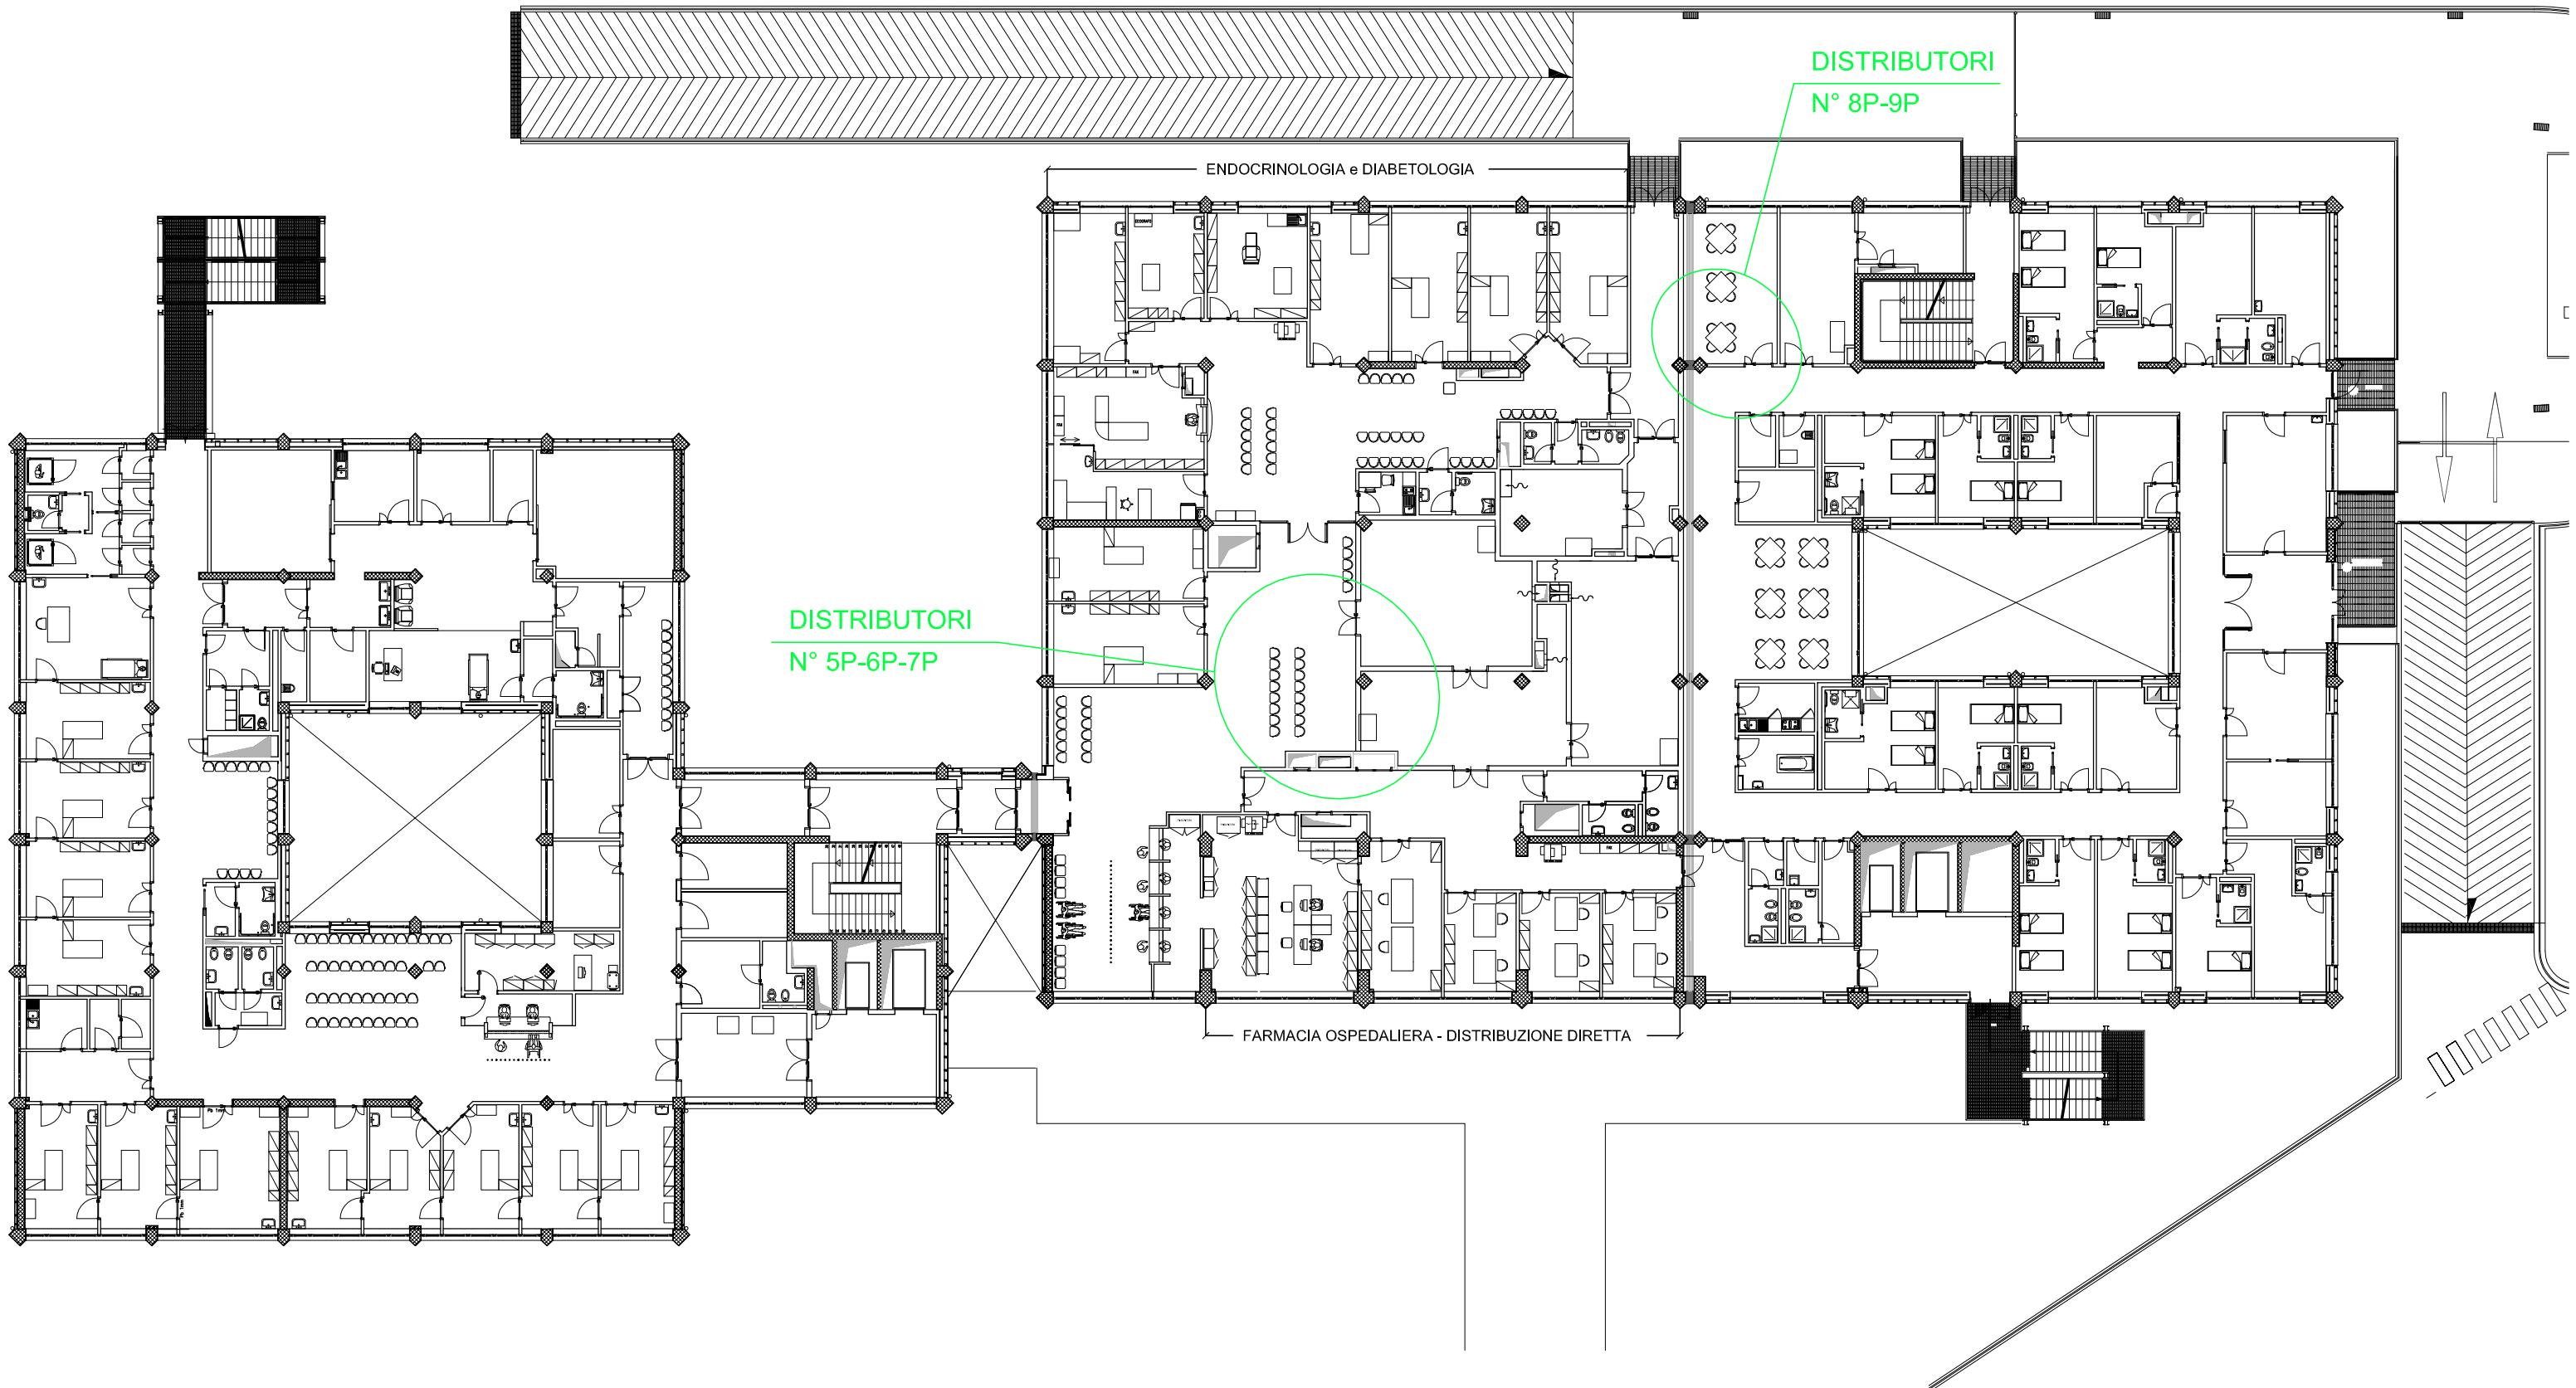 DISTRIBUTORI
N° 8P-9P
ENDOCRINOLOGIA e DIABETOLOGIA
DISTRIBUTORI
N° 5P-6P-7P
FARMACIA OSPEDALIERA - DISTRIBUZIONE DIRETTA